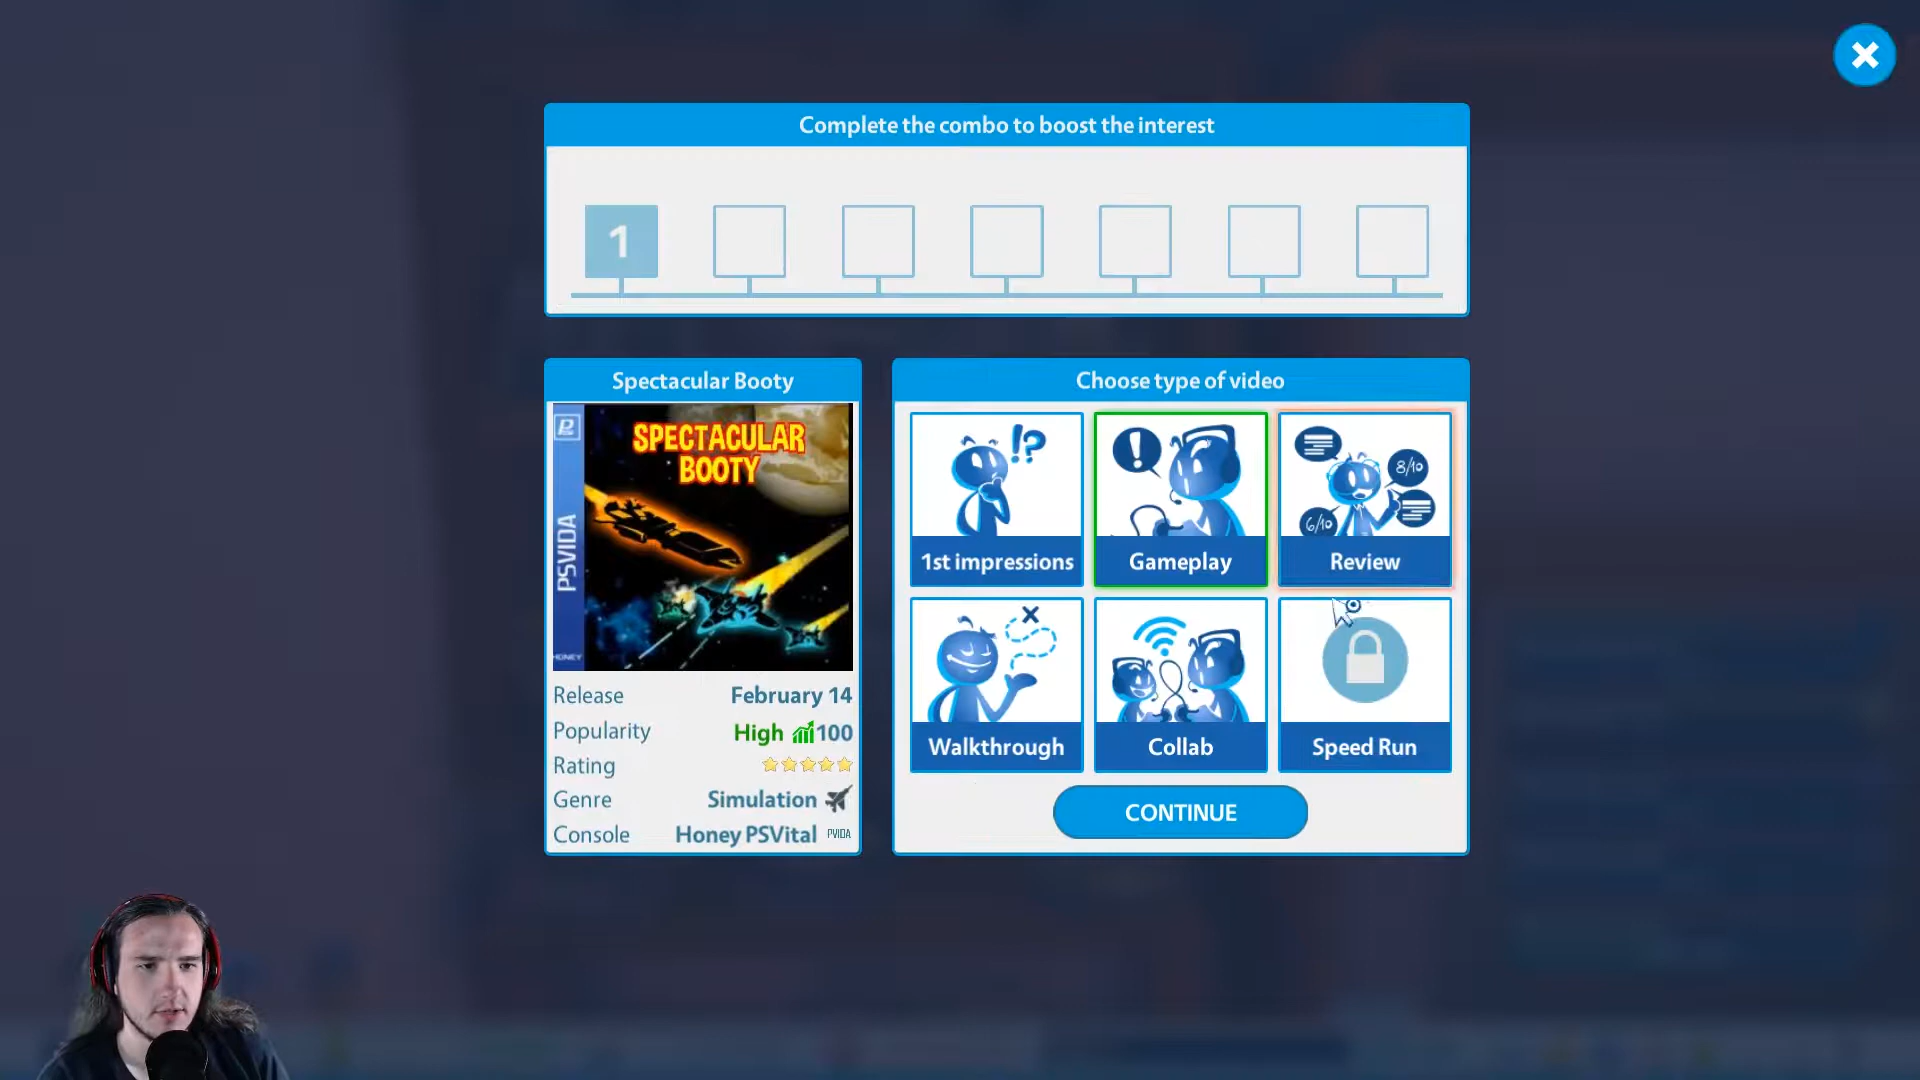 Complete the combo to boost the interest
1
Spectacular Booty
Choose type of video
SPECTACULAR
BOOTY
PSVIDA
HONEY
!?
!
8/10
6/10
1st impressions
Gameplay
Review
Walkthrough
Collab
Speed Run
Release February 14
Popularity High 100
Rating
Genre Simulation
Console Honey PSVital PVIDA
CONTINUE